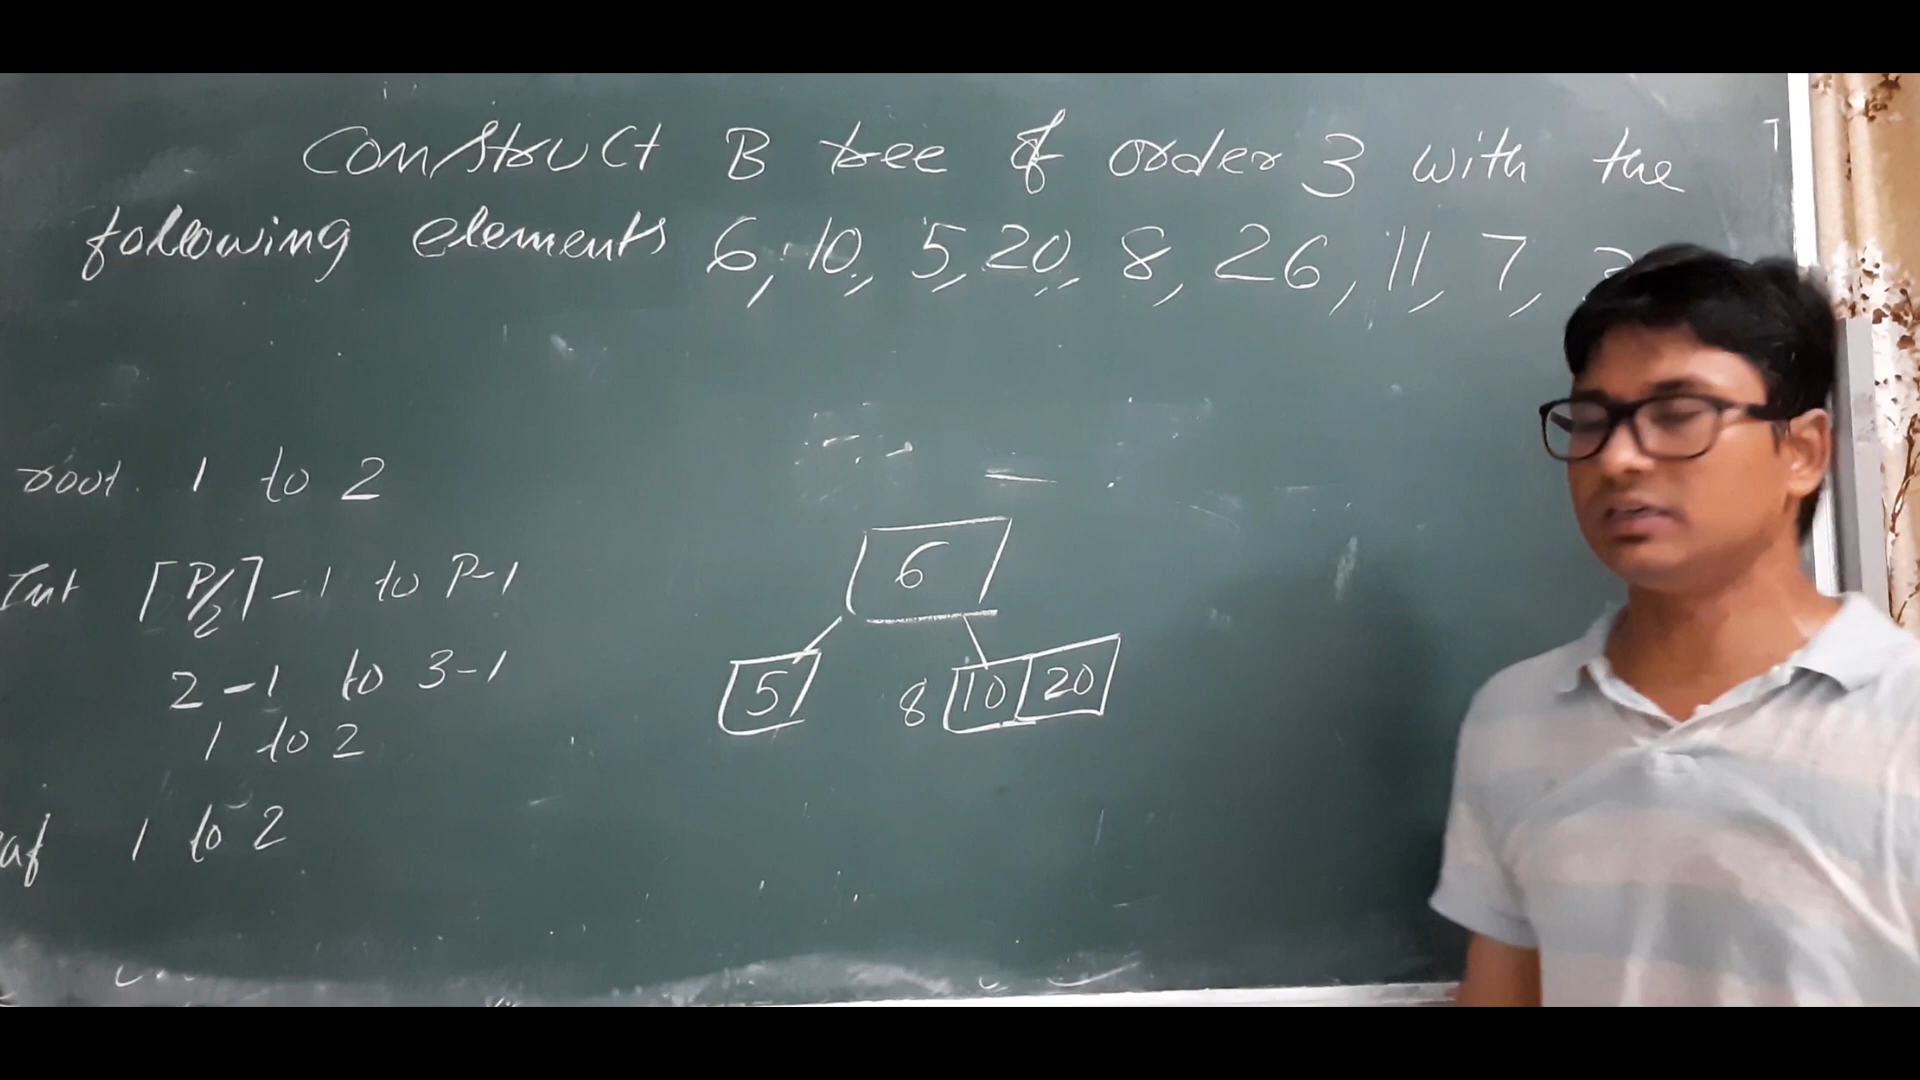 Construct B tree of order 3 with the
following elements 6, 10, 5, 20, 8, 26, 11, 7,
root 1 to 2
Int ⌈P/2⌉-1 to P-1
2-1 to 3-1
1 to 2
af 1 to 2
6
5 8 10 20